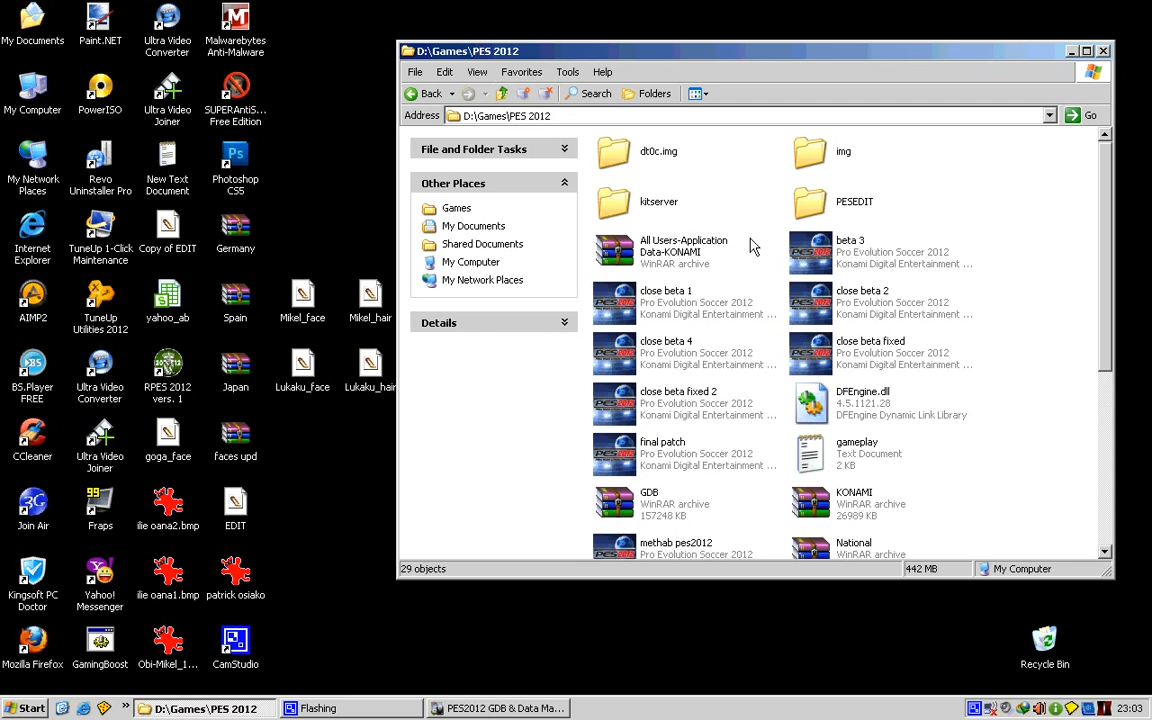 My Documents
Paint.NET
Ultra Video
Converter
Malwarebytes
Anti-Malware
My Computer
PowerISO
Ultra Video
Joiner
SUPERAntiS...
Free Edition
My Network
Places
Revo
Uninstaller Pro
New Text
Document
Photoshop
CS5
Internet
Explorer
TuneUp 1-Click
Maintenance
Copy of EDIT
Germany
AIMP2
TuneUp
Utilities 2012
yahoo_ab
Spain
Mikel_face
Mikel_hair
BS.Player
FREE
Ultra Video
Converter
RPES 2012
vers. 1
Japan
Lukaku_face
Lukaku_hair
CCleaner
Ultra Video
Joiner
goga_face
faces upd
Join Air
Fraps
ilie oana2.bmp
EDIT
Kingsoft PC
Doctor
Yahoo!
Messenger
ilie oana1.bmp
patrick osiako
Mozilla Firefox
GamingBoost
Obi-Mikel_1...
CamStudio
D:\Games\PES 2012
File Edit View Favorites Tools Help
Back Search Folders
Address D:\Games\PES 2012 Go
File and Folder Tasks
Other Places
Games
My Documents
Shared Documents
My Computer
My Network Places
Details
dt0c.img
img
kitserver
PESEDIT
All Users-Application
Data-KONAMI
WinRAR archive
beta 3
Pro Evolution Soccer 2012
Konami Digital Entertainment ...
close beta 1
Pro Evolution Soccer 2012
Konami Digital Entertainment ...
close beta 2
Pro Evolution Soccer 2012
Konami Digital Entertainment ...
close beta 4
Pro Evolution Soccer 2012
Konami Digital Entertainment ...
close beta fixed
Pro Evolution Soccer 2012
Konami Digital Entertainment ...
close beta fixed 2
Pro Evolution Soccer 2012
Konami Digital Entertainment ...
DFEngine.dll
4.5.1121.28
DFEngine Dynamic Link Library
final patch
Pro Evolution Soccer 2012
Konami Digital Entertainment ...
gameplay
Text Document
2 KB
GDB
WinRAR archive
157248 KB
KONAMI
WinRAR archive
26989 KB
methab pes2012
Pro Evolution Soccer 2012
National
WinRAR archive
29 objects
442 MB
My Computer
Recycle Bin
Start
D:\Games\PES 2012
Flashing
PES2012 GDB & Data Ma...
23:03